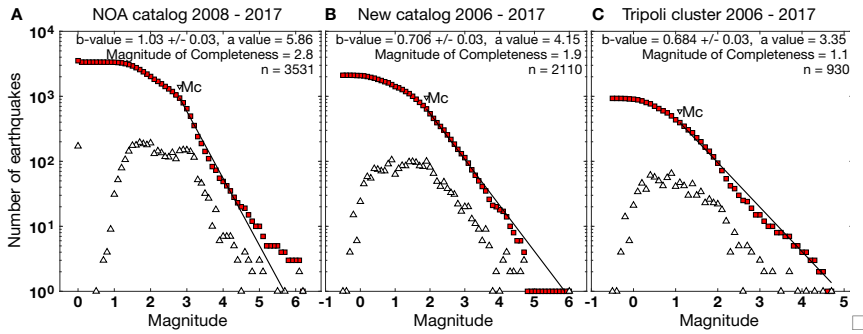 A NOA catalog 2008 - 2017
b-value = 1.03 +/- 0.03, a value = 5.86
Magnitude of Completeness = 2.8
n = 3531
Mc
Number of earthquakes
10^4
10^3
10^2
10^1
10^0
0 1 2 3 4 5 6
Magnitude
B New catalog 2006 - 2017
b-value = 0.706 +/- 0.03, a value = 4.15
Magnitude of Completeness = 1.9
n = 2110
Mc
-1 0 1 2 3 4 5 6
Magnitude
C Tripoli cluster 2006 - 2017
b-value = 0.684 +/- 0.03, a value = 3.35
Magnitude of Completeness = 1.1
n = 930
Mc
-1 0 1 2 3 4 5
Magnitude